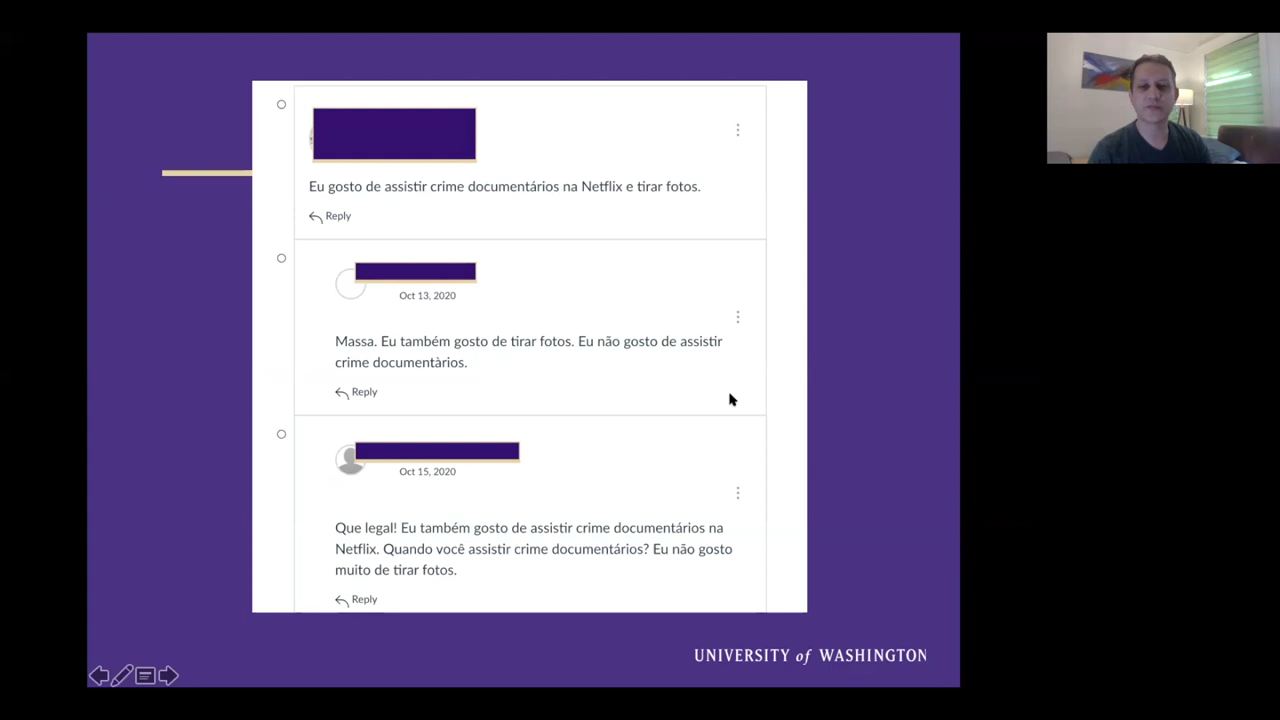 Eu gosto de assistir crime documentários na Netflix e tirar fotos.
Reply
Oct 13, 2020
Massa. Eu também gosto de tirar fotos. Eu não gosto de assistir
crime documentàrios.
Reply
Oct 15, 2020
Que legal! Eu também gosto de assistir crime documentários na
Netflix. Quando você assistir crime documentários? Eu não gosto
muito de tirar fotos.
Reply
UNIVERSITY of WASHINGTON